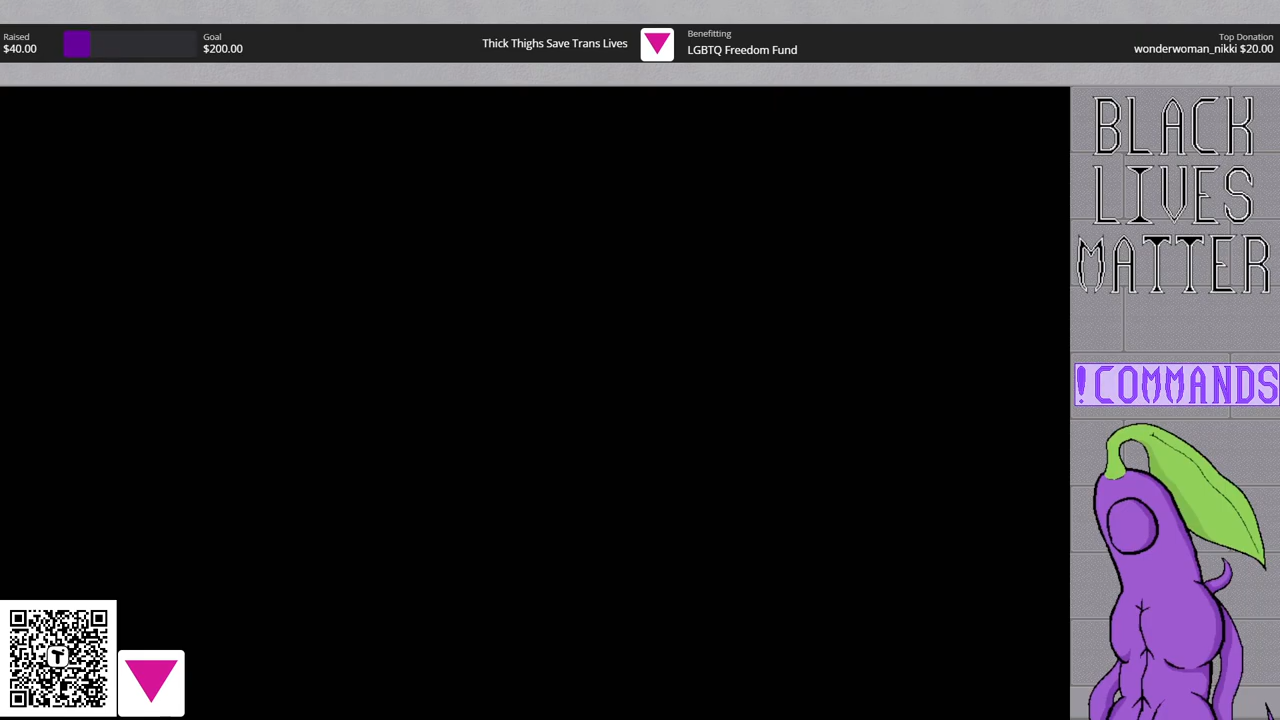 Raised
$40.00
Goal
$200.00
Thick Thighs Save Trans Lives
Benefitting
LGBTQ Freedom Fund
Top Donation
wonderwoman_nikki $20.00
BLACK
LIVES
MATTER
!COMMANDS
T